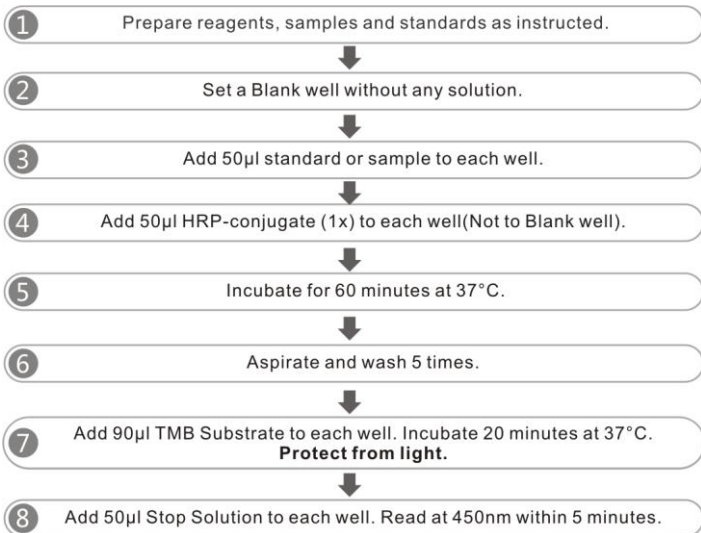 1 Prepare reagents, samples and standards as instructed.
2 Set a Blank well without any solution.
3 Add 50µl standard or sample to each well.
4 Add 50µl HRP-conjugate (1x) to each well(Not to Blank well).
5 Incubate for 60 minutes at 37°C.
6 Aspirate and wash 5 times.
7 Add 90µl TMB Substrate to each well. Incubate 20 minutes at 37°C.
Protect from light.
8 Add 50µl Stop Solution to each well. Read at 450nm within 5 minutes.